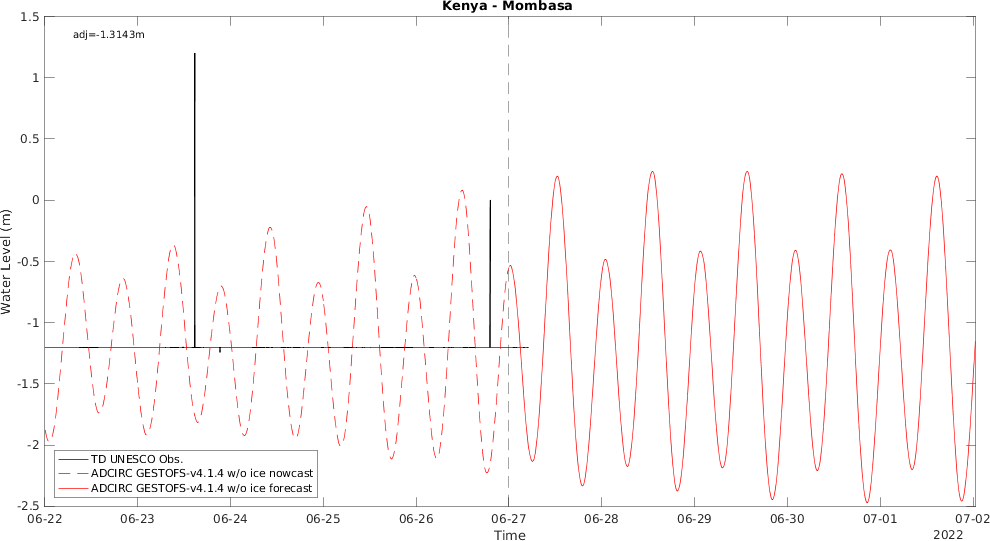 Kenya - Mombasa
adj=-1.3143m
1.5
1
0.5
0
-0.5
-1
-1.5
-2
-2.5
Water Level (m)
TD UNESCO Obs.
ADCIRC GESTOFS-v4.1.4 w/o ice nowcast
ADCIRC GESTOFS-v4.1.4 w/o ice forecast
06-22 06-23 06-24 06-25 06-26 06-27 06-28 06-29 06-30 07-01 07-02
Time
2022